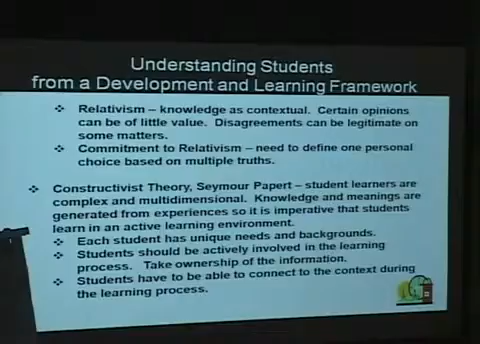 Understanding Students
from a Development and Learning Framework
❖ Relativism – knowledge as contextual. Certain opinions
can be of little value. Disagreements can be legitimate on
some matters.
❖ Commitment to Relativism – need to define one personal
choice based on multiple truths.
❖ Constructivist Theory, Seymour Papert – student learners are
complex and multidimensional. Knowledge and meanings are
generated from experiences so it is imperative that students
learn in an active learning environment.
❖ Each student has unique needs and backgrounds.
❖ Students should be actively involved in the learning
process. Take ownership of the information.
❖ Students have to be able to connect to the context during
the learning process.